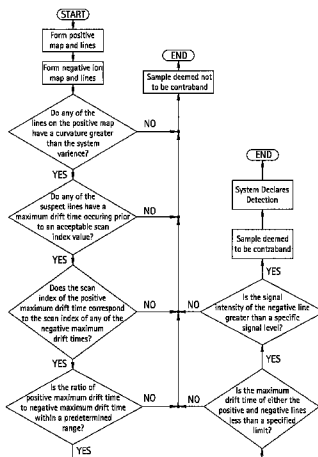 START
Form positive
map and lines
Form negative ion
map and lines
Do any of the
lines on the positive map
have a curvature greater
than the system
varience?
NO
YES
Do any of the
suspect lines have a
maximum drift time occuring prior
to an acceptable scan
index value?
NO
YES
Does the scan
index of the positive
maximum drift time correspond
to the scan index of any of the
negative maximum
drift times?
NO
YES
Is the ratio of
positive maximum drift time
to negative maximum drift time
within a predetermined
range?
NO
YES
END
Sample deemed not
to be contraband
END
System Declares
Detection
Sample deemed
to be contraband
YES
Is the signal
intensity of the negative line
greater than a specific
signal level?
NO
YES
Is the maximum
drift time of either the
positive and negative lines
less than a specified
limit?
NO